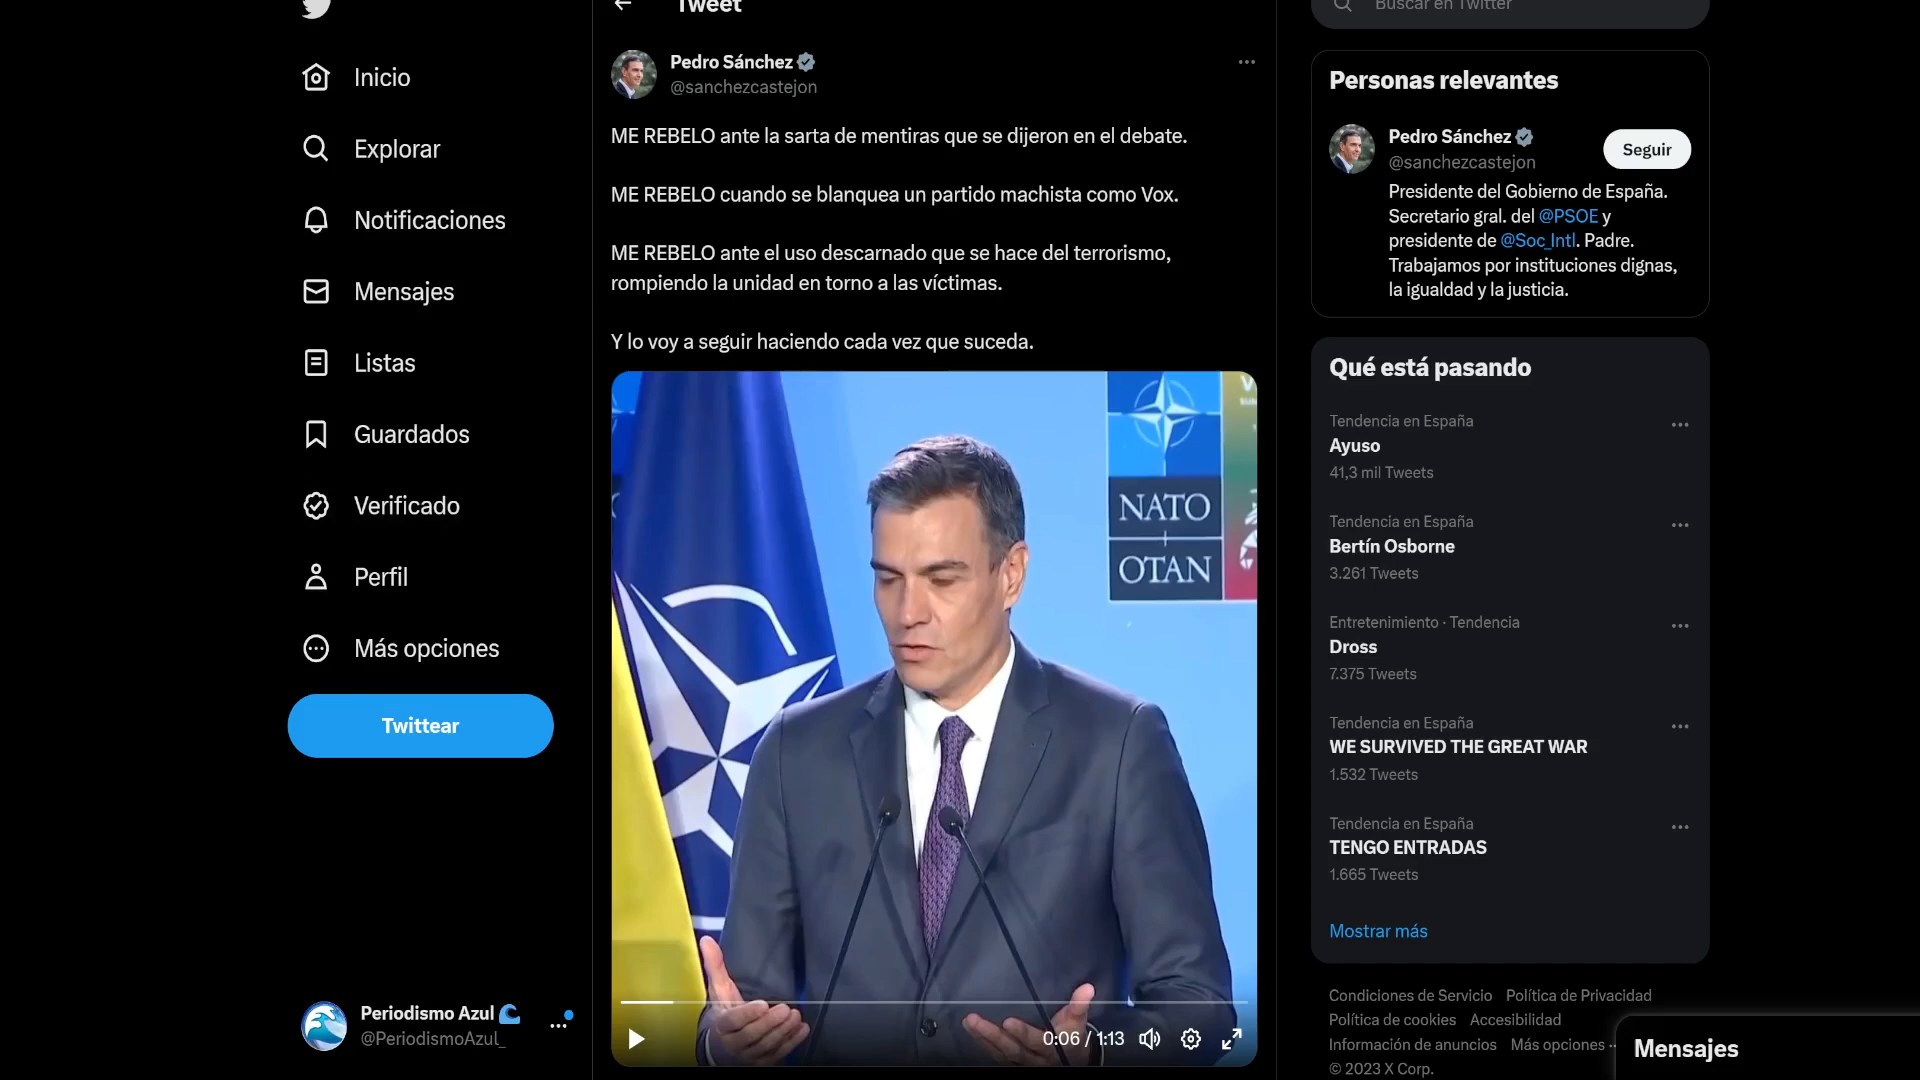 Tweet
Buscar en Twitter
Inicio
Explorar
Notificaciones
Mensajes
Listas
Guardados
Verificado
Perfil
Más opciones
Twittear
Periodismo Azul
@PeriodismoAzul_
Pedro Sánchez
@sanchezcastejon
ME REBELO ante la sarta de mentiras que se dijeron en el debate.
ME REBELO cuando se blanquea un partido machista como Vox.
ME REBELO ante el uso descarnado que se hace del terrorismo,
rompiendo la unidad en torno a las víctimas.
Y lo voy a seguir haciendo cada vez que suceda.
NATO
OTAN
0:06 / 1:13
Personas relevantes
Pedro Sánchez
@sanchezcastejon
Seguir
Presidente del Gobierno de España.
Secretario gral. del @PSOE y
presidente de @Soc_Intl. Padre.
Trabajamos por instituciones dignas,
la igualdad y la justicia.
Qué está pasando
Tendencia en España
Ayuso
41,3 mil Tweets
Tendencia en España
Bertín Osborne
3.261 Tweets
Entretenimiento · Tendencia
Dross
7.375 Tweets
Tendencia en España
WE SURVIVED THE GREAT WAR
1.532 Tweets
Tendencia en España
TENGO ENTRADAS
1.665 Tweets
Mostrar más
Condiciones de Servicio Política de Privacidad
Política de cookies Accesibilidad
Información de anuncios Más opciones ···
© 2023 X Corp.
Mensajes